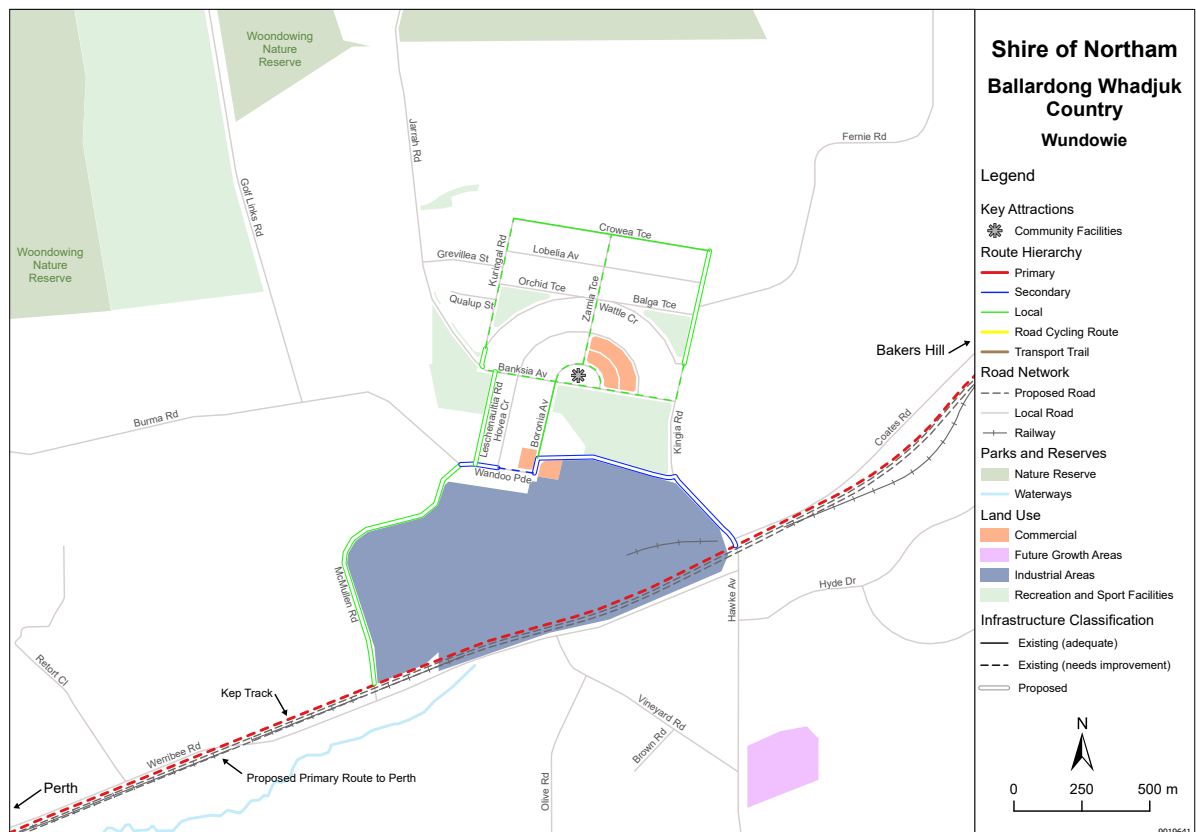 Shire of Northam
Ballardong Whadjuk
Country
Wundowie
Legend
Key Attractions
Community Facilities
Route Hierarchy
Primary
Secondary
Local
Road Cycling Route
Transport Trail
Road Network
Proposed Road
Local Road
Railway
Parks and Reserves
Nature Reserve
Waterways
Land Use
Commercial
Future Growth Areas
Industrial Areas
Recreation and Sport Facilities
Infrastructure Classification
Existing (adequate)
Existing (needs improvement)
Proposed
N
0 250 500 m
9019641
Woondowing
Nature
Reserve
Woondowing
Nature
Reserve
Golf Links Rd
Jarrah Rd
Fernie Rd
Crowea Tce
Kuringal Rd
Lobelia Av
Grevillea St
Orchid Tce
Zamia Tce
Balga Tce
Qualup St
Wattle Cr
Banksia Av
Bakers Hill
Leschenaultia Rd
Hovea Cr
Boronia Av
Kingia Rd
Coates Rd
Burma Rd
Wandoo Pde
McMullen Rd
Hawke Av
Hyde Dr
Retort Cl
Kep Track
Vineyard Rd
Brown Rd
Werribee Rd
Proposed Primary Route to Perth
Perth
Olive Rd